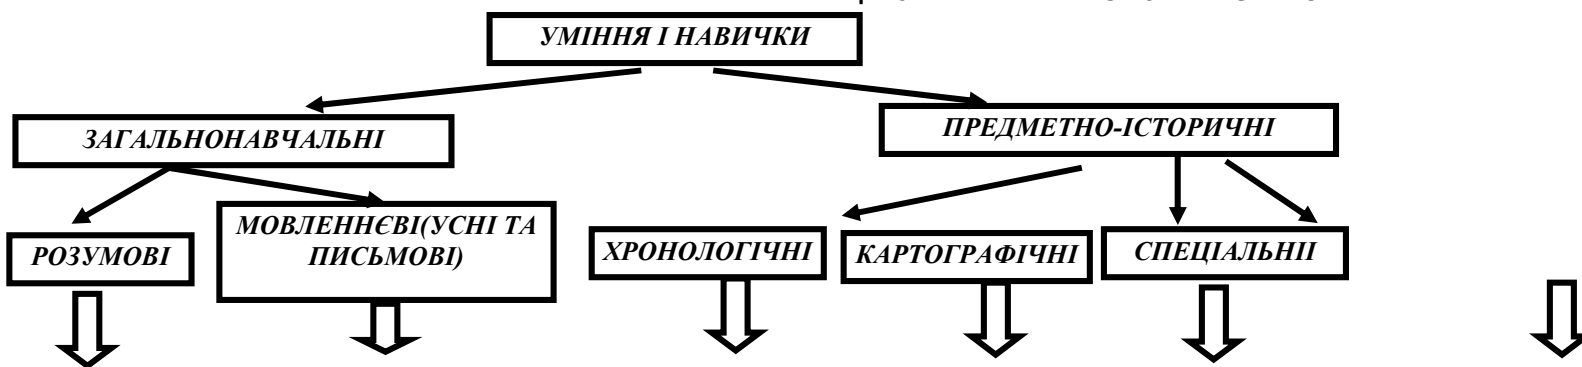 УМІННЯ І НАВИЧКИ
ЗАГАЛЬНОНАВЧАЛЬНІ
ПРЕДМЕТНО-ІСТОРИЧНІ
РОЗУМОВІ
МОВЛЕННЄВІ(УСНІ ТА
ПИСЬМОВІ)
ХРОНОЛОГІЧНІ
КАРТОГРАФІЧНІ
СПЕЦІАЛЬНІІ